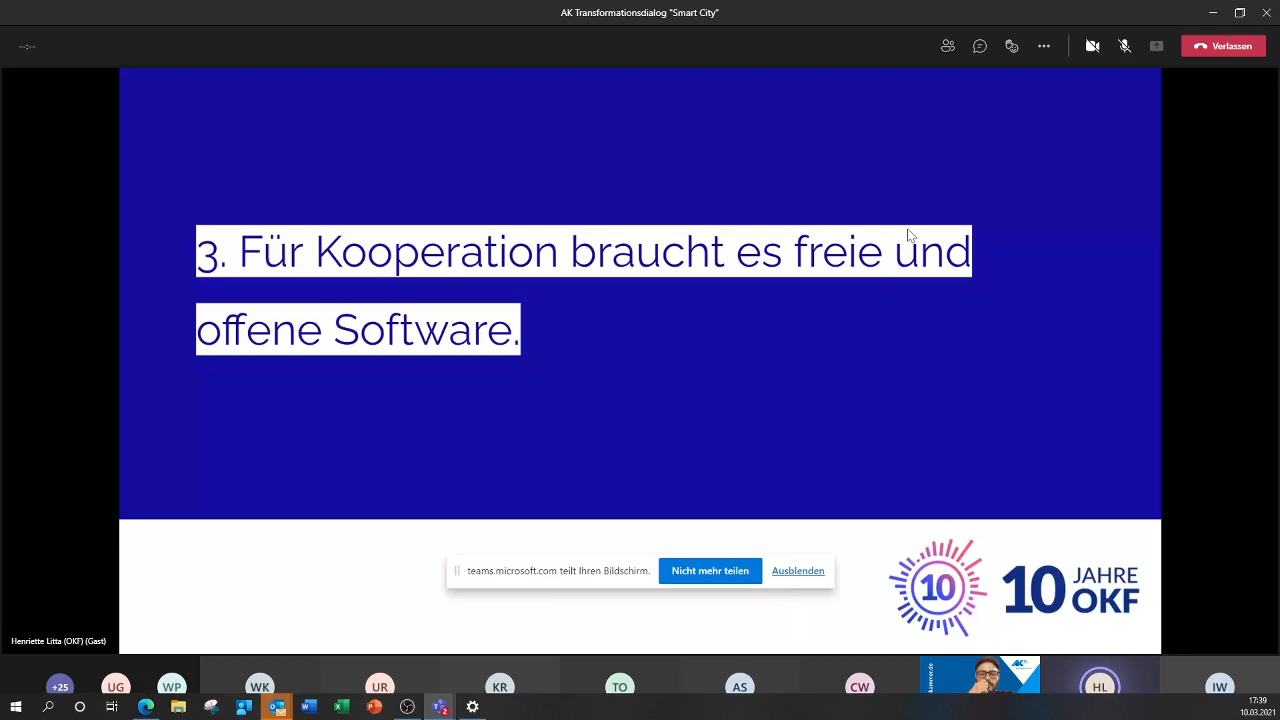 AK Transformationsdialog "Smart City"
--:--
Verlassen
3. Für Kooperation braucht es freie und
offene Software.
teams.microsoft.com teilt Ihren Bildschirm.
Nicht mehr teilen
Ausblenden
10
10 JAHRE
OKF
Henriette Litta (OKF) (Gast)
+25
UG
WP
WK
UR
KR
TO
AS
CW
AK
HL
IW
17:39
10.03.2021